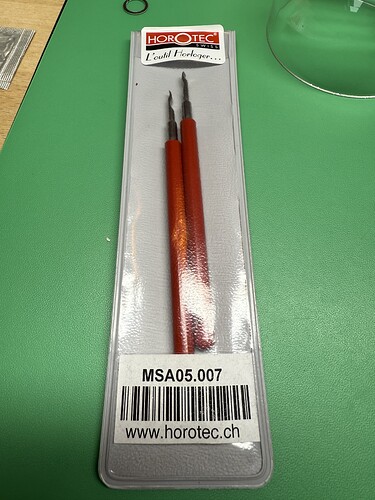 HOROTEC®
SWISS
L'outil Horloger...
MSA05.007
www.horotec.ch